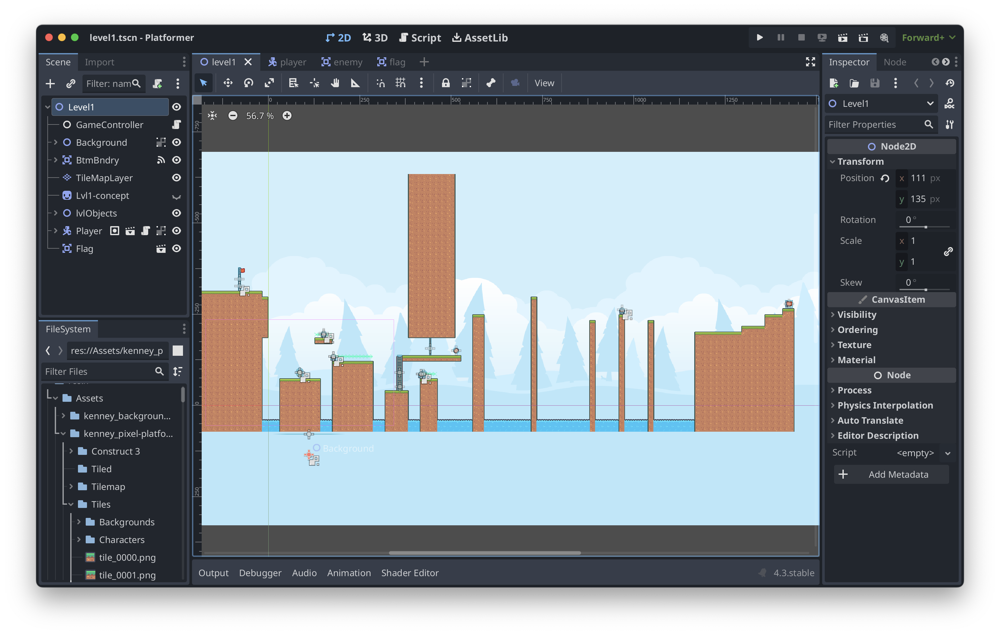 level1.tscn - Platformer
2D 3D Script AssetLib
Forward+
Scene Import
Filter: nam
Level1
GameController
Background
BtmBndry
TileMapLayer
Lvl1-concept
lvlObjects
Player
Flag
FileSystem
res://Assets/kenney_p
Filter Files
Assets
kenney_backgroun...
kenney_pixel-platfo...
Construct 3
Tiled
Tilemap
Tiles
Backgrounds
Characters
tile_0000.png
tile_0001.png
level1 player enemy flag
View
0 250 500 750 1000 1250
56.7 %
-750
-500
-250
0
250
Background
Output Debugger Audio Animation Shader Editor
4.3.stable
Inspector Node
Level1
DOC
Filter Properties
Node2D
Transform
Position x 111 px
y 135 px
Rotation 0 °
Scale x 1
y 1
Skew 0 °
CanvasItem
Visibility
Ordering
Texture
Material
Node
Process
Physics Interpolation
Auto Translate
Editor Description
Script <empty>
Add Metadata